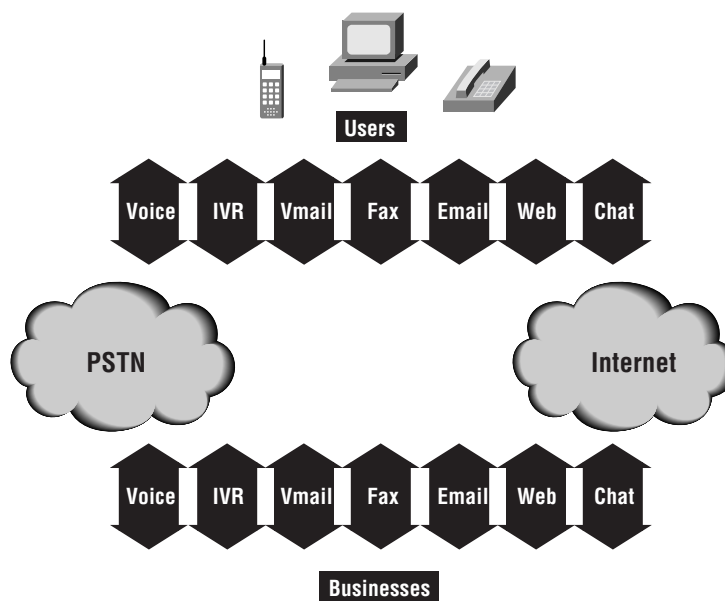 Users
Voice IVR Vmail Fax Email Web Chat
PSTN Internet
Voice IVR Vmail Fax Email Web Chat
Businesses